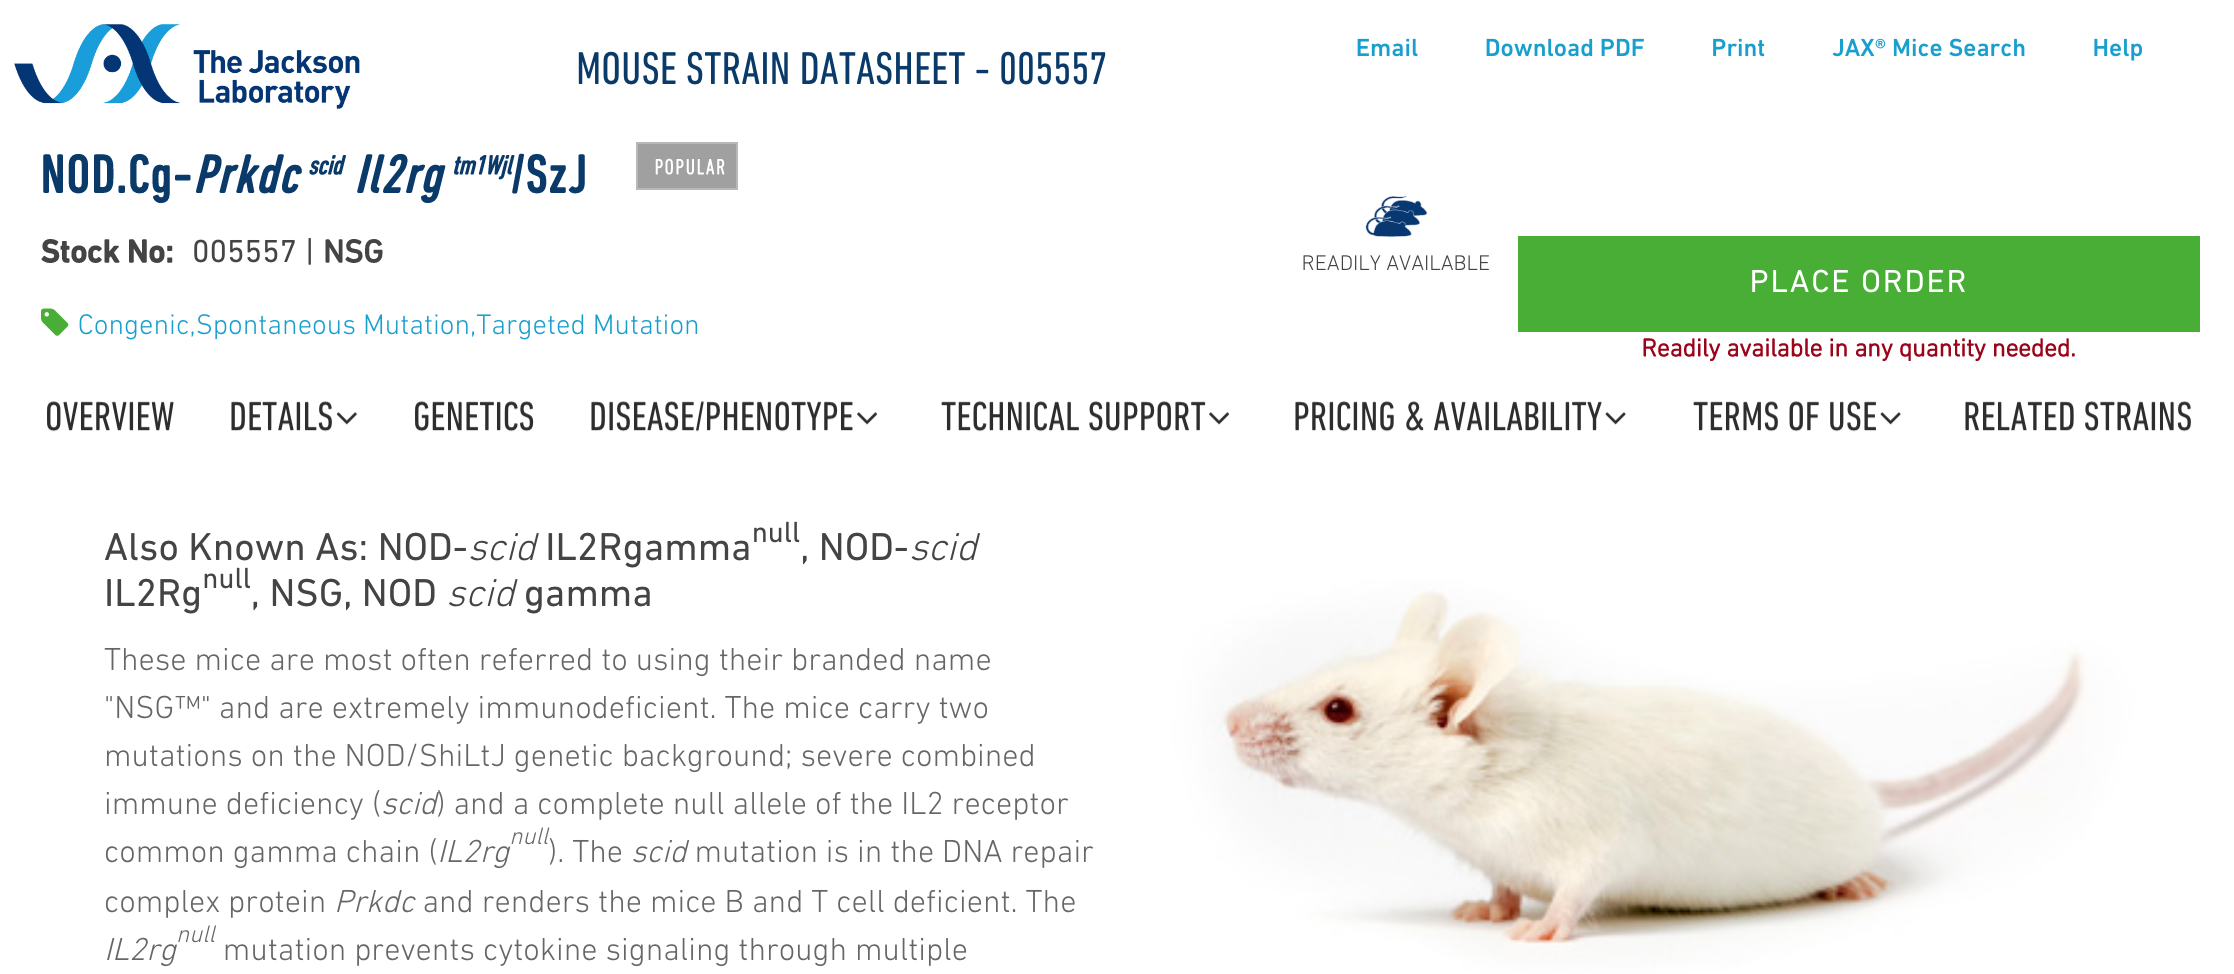 The Jackson
Laboratory
MOUSE STRAIN DATASHEET - 005557
Email Download PDF Print JAX® Mice Search Help
NOD.Cg-Prkdc scid Il2rg tm1Wjl/SzJ
POPULAR
Stock No: 005557 | NSG
READILY AVAILABLE
PLACE ORDER
Congenic,Spontaneous Mutation,Targeted Mutation
Readily available in any quantity needed.
OVERVIEW DETAILS GENETICS DISEASE/PHENOTYPE TECHNICAL SUPPORT PRICING & AVAILABILITY TERMS OF USE RELATED STRAINS
Also Known As: NOD-scid IL2Rgammanull, NOD-scid
IL2Rgnull, NSG, NOD scid gamma
These mice are most often referred to using their branded name
"NSG™" and are extremely immunodeficient. The mice carry two
mutations on the NOD/ShiLtJ genetic background; severe combined
immune deficiency (scid) and a complete null allele of the IL2 receptor
common gamma chain (IL2rgnull). The scid mutation is in the DNA repair
complex protein Prkdc and renders the mice B and T cell deficient. The
IL2rgnull mutation prevents cytokine signaling through multiple